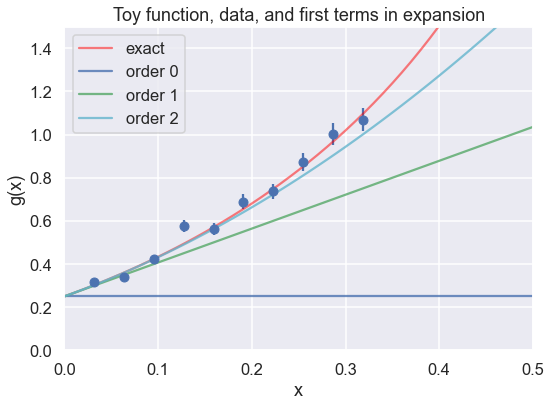 Toy function, data, and first terms in expansion
exact
order 0
order 1
order 2
g(x)
1.4
1.2
1.0
0.8
0.6
0.4
0.2
0.0
0.0 0.1 0.2 0.3 0.4 0.5
x